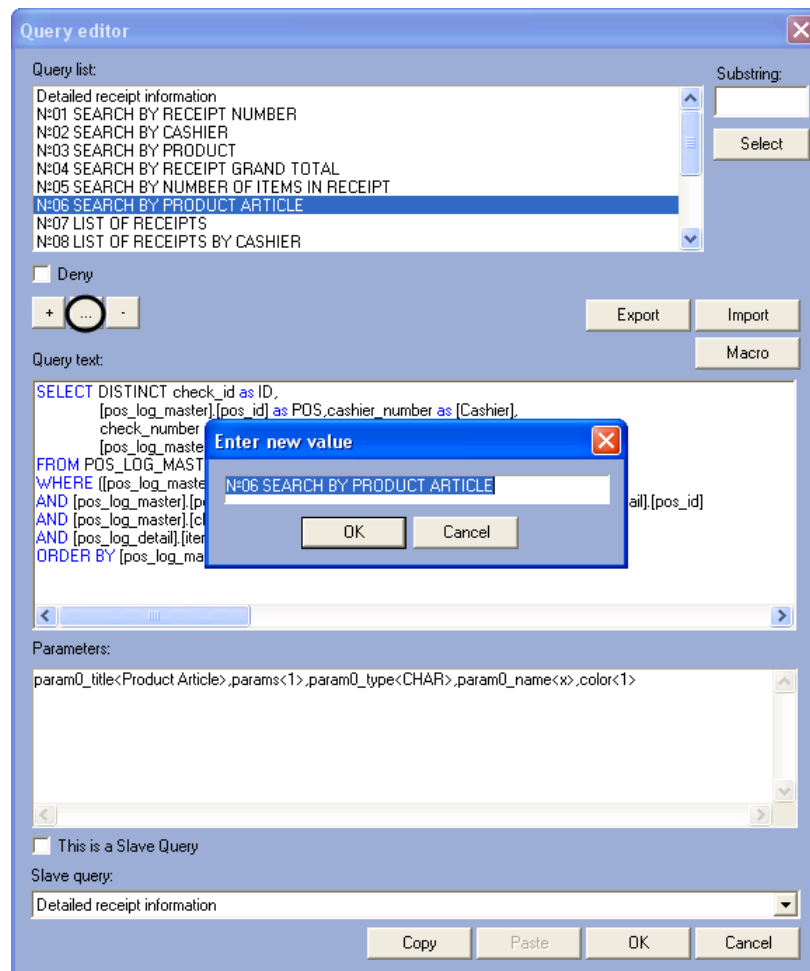 Query editor
Query list:
Substring:
Detailed receipt information
№01 SEARCH BY RECEIPT NUMBER
№02 SEARCH BY CASHIER
№03 SEARCH BY PRODUCT
№04 SEARCH BY RECEIPT GRAND TOTAL
№05 SEARCH BY NUMBER OF ITEMS IN RECEIPT
№06 SEARCH BY PRODUCT ARTICLE
№07 LIST OF RECEIPTS
№08 LIST OF RECEIPTS BY CASHIER
Select
Deny
+ ... -
Export Import
Macro
Query text:
SELECT DISTINCT check_id as ID,
[pos_log_master].[pos_id] as POS,cashier_number as [Cashier],
check_number
[pos_log_maste
FROM POS_LOG_MAST
WHERE ([pos_log_maste
AND [pos_log_master].[po ail].[pos_id]
AND [pos_log_master].[c
AND [pos_log_detail].[iter
ORDER BY [pos_log_ma
Enter new value
№06 SEARCH BY PRODUCT ARTICLE
OK Cancel
Parameters:
param0_title<Product Article>,params<1>,param0_type<CHAR>,param0_name<x>,color<1>
This is a Slave Query
Slave query:
Detailed receipt information
Copy Paste OK Cancel